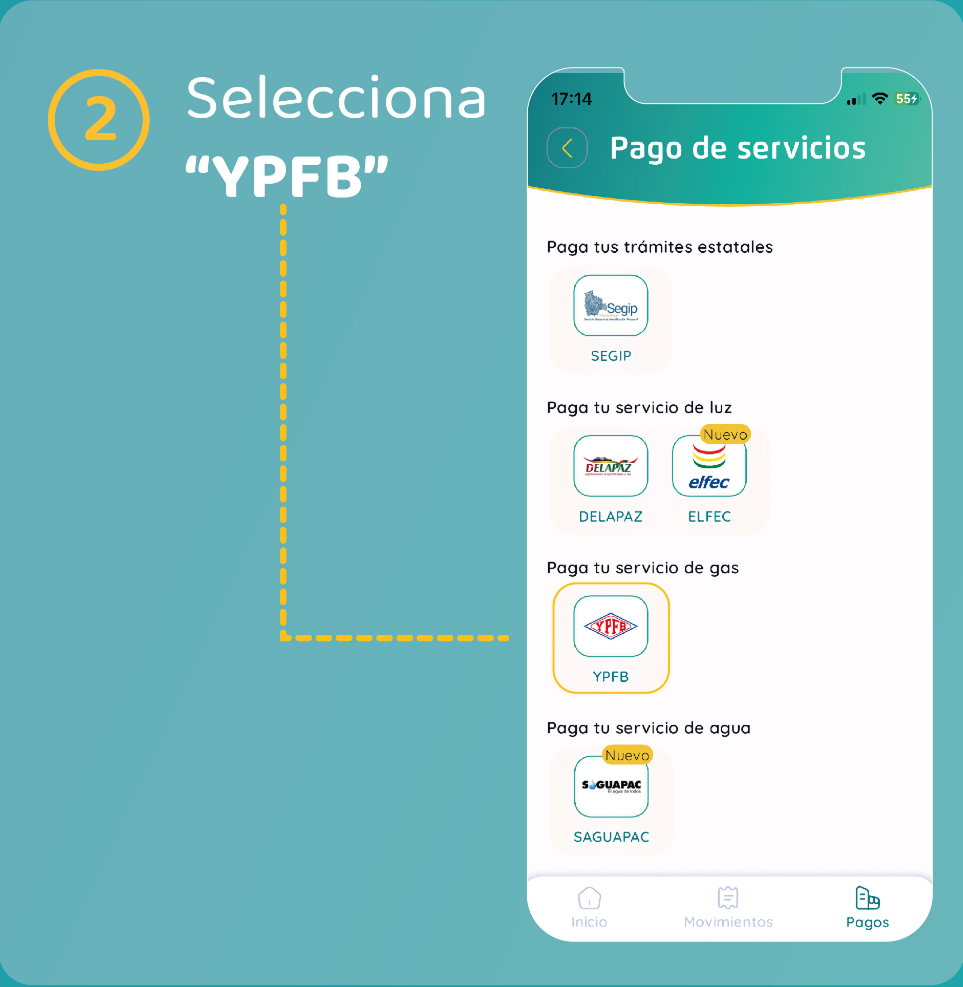 2
Selecciona
“YPFB”
17:14
55
Pago de servicios
Paga tus trámites estatales
Segip
SEGIP
Paga tu servicio de luz
Nuevo
DELAPAZ
elfec
DELAPAZ
ELFEC
Paga tu servicio de gas
YPFB
YPFB
Paga tu servicio de agua
Nuevo
SAGUAPAC
El agua de todos
SAGUAPAC
Inicio
Movimientos
Pagos